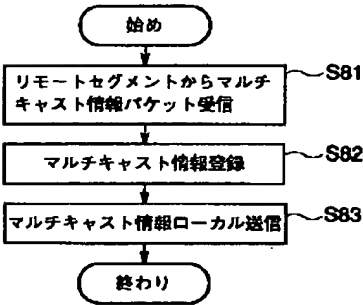 始め
リモートセグメントからマルチ
キャスト情報パケット受信
S81
マルチキャスト情報登録
S82
マルチキャスト情報ローカル送信
S83
終わり